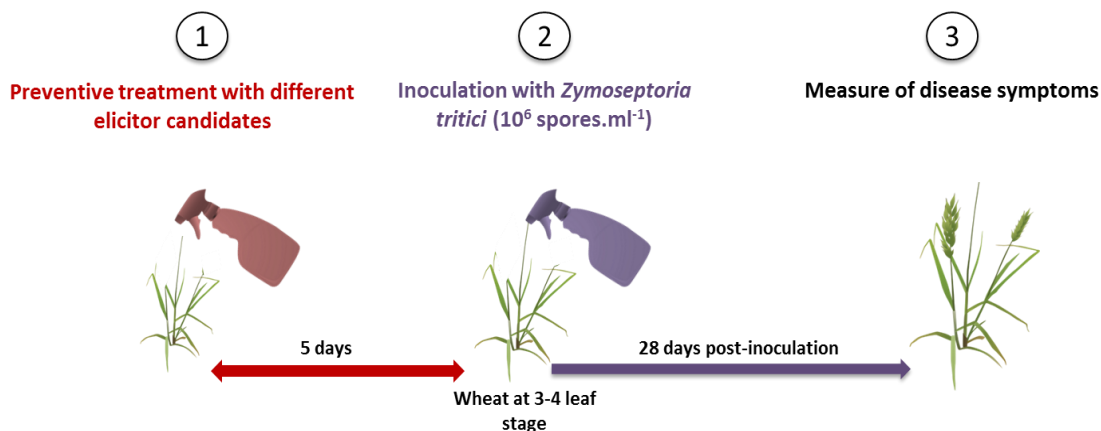 1
2
3
Preventive treatment with different
elicitor candidates
Inoculation with Zymoseptoria
tritici (10⁶ spores.ml⁻¹)
Measure of disease symptoms
5 days
28 days post-inoculation
Wheat at 3-4 leaf
stage